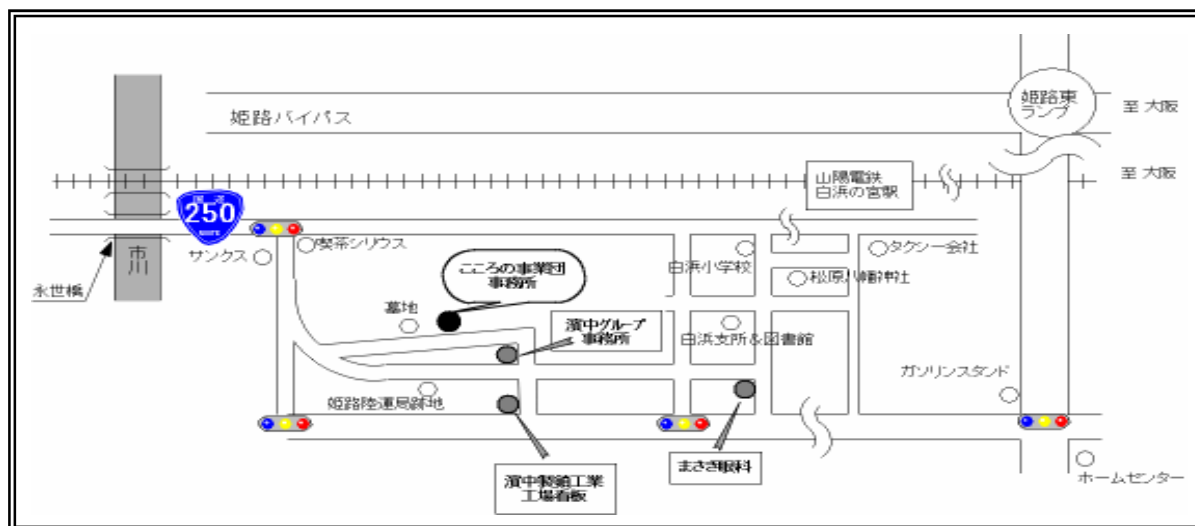 姫路バイパス
姫路東
ランプ
至 大阪
山陽電鉄
白浜の宮駅
至 大阪
国道
250
ROUTE
市川
永世橋
サンクス
喫茶シリウス
こころの事業団
事務所
白浜小学校
タクシー会社
松原八幡神社
墓地
濱中グループ
事務所
白浜支所&図書館
姫路陸運局跡地
ガソリンスタンド
濱中製鎖工業
工場看板
まさき眼科
ホームセンター